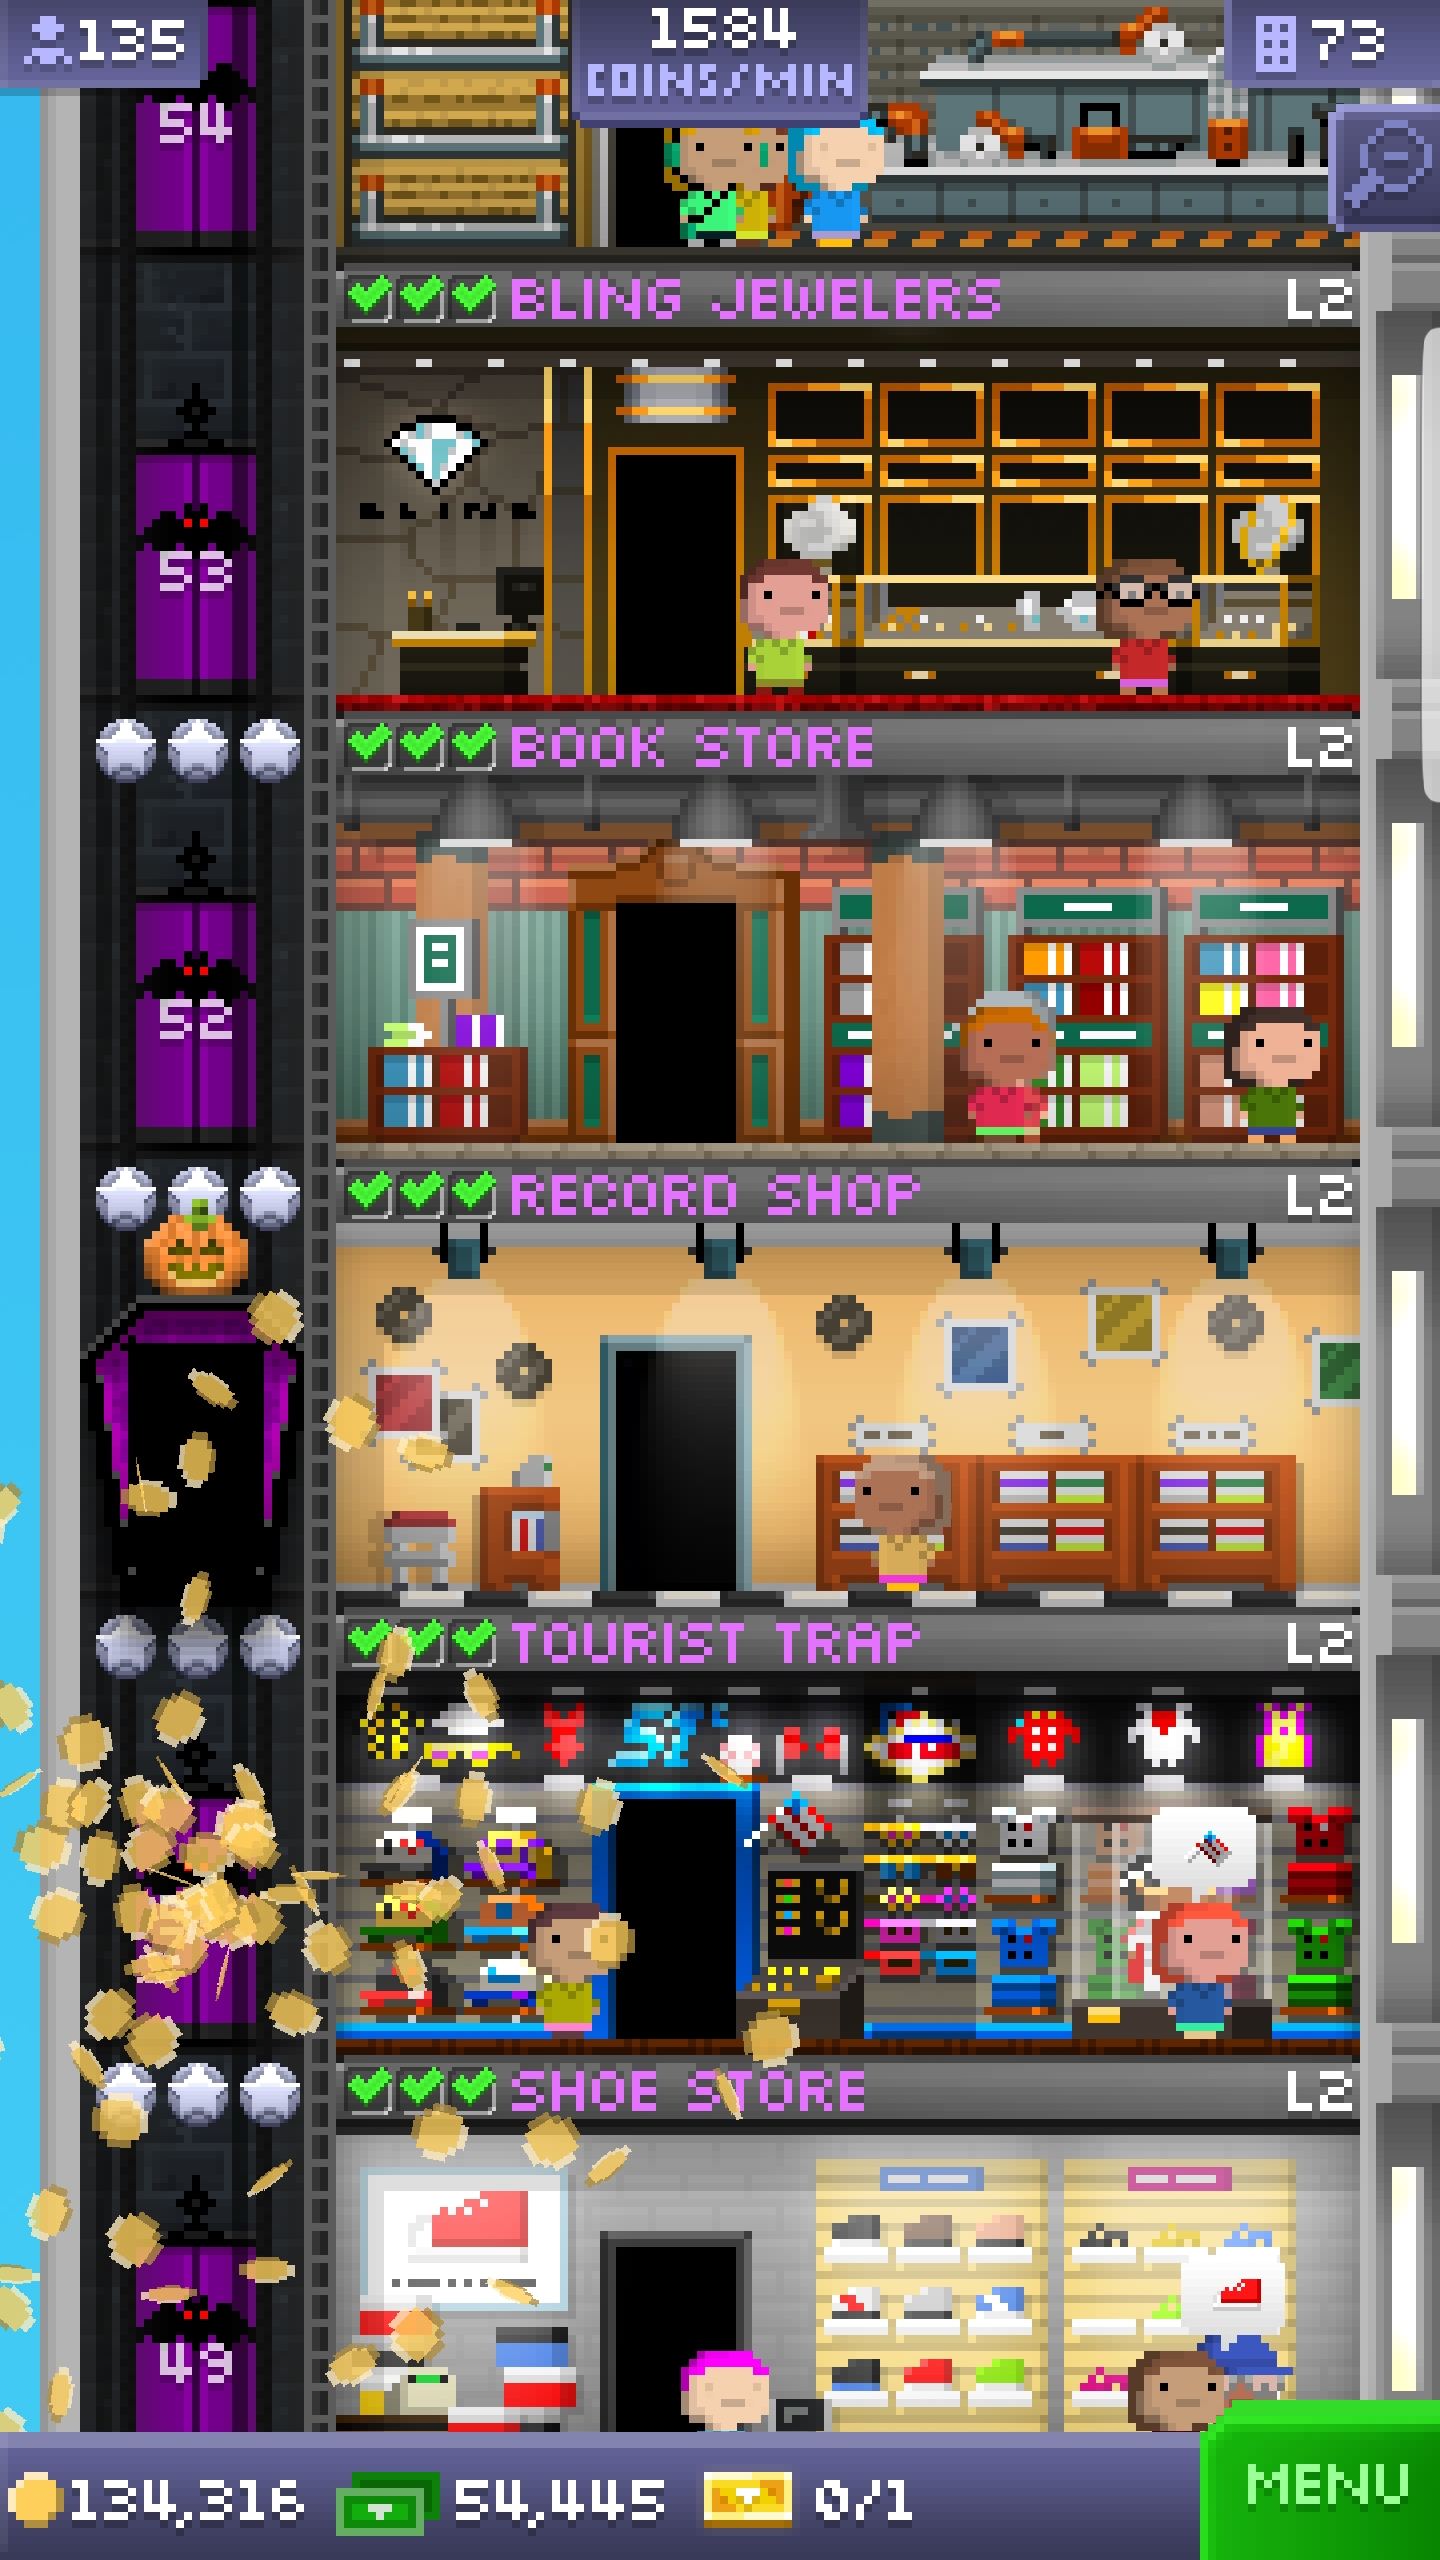 135
1584
COINS/MIN
73
54
BLING JEWELERS L2
BLING
53
BOOK STORE L2
52
RECORD SHOP L2
TOURIST TRAP L2
SHOE STORE L2
49
134,316 54,445 0/1
MENU